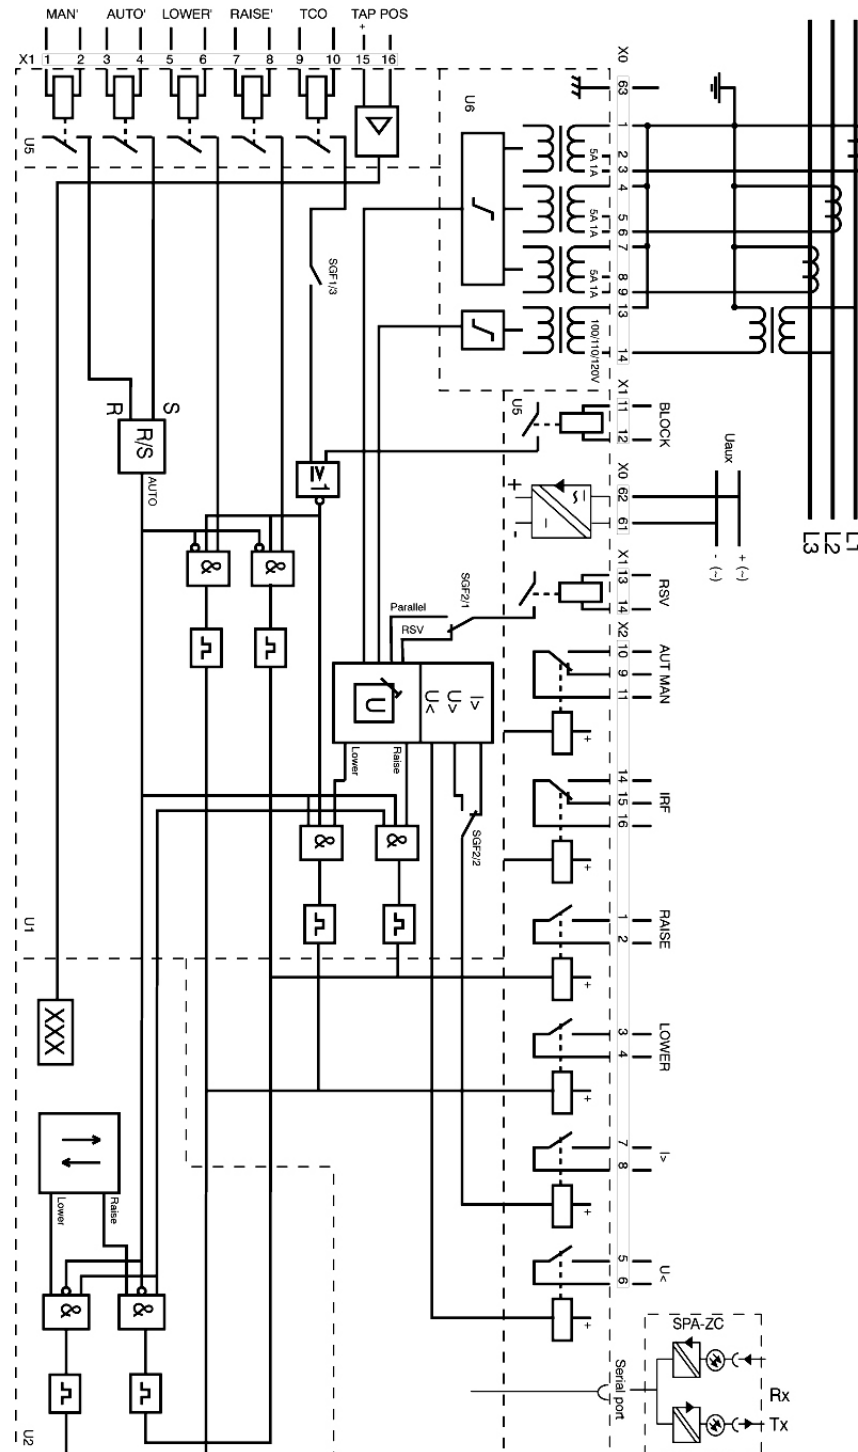 MAN' AUTO' LOWER' RAISE' TCO TAP POS
+ -
X1 1 2 3 4 5 6 7 8 9 10 15 16
X0
63
U6
U5
1
5A 1A 2
3
4
5A 1A 5
6
7
5A 1A 8
9
13
100/110/120V
14
SGF1/3
L3 L2 L1
X1
U5 11 BLOCK
12
S
R
R/S
AUTO
≥1
Uaux
X0
+ 62
~
- 61
- (~) + (~)
X1
13 RSV
14
& &
SGF2/1
Parallel
RSV
X2
10 AUT MAN
9
11
U
U< U> I>
+
Lower Raise
14 IRF
15
16
& &
SGF2/2
+
1 RAISE
2
U1
+
XXX
3 LOWER
4
+
7 I>
8
Lower Raise
+
5 U<
6
& &
+
SPA-ZC
Serial port
Rx
Tx
U2